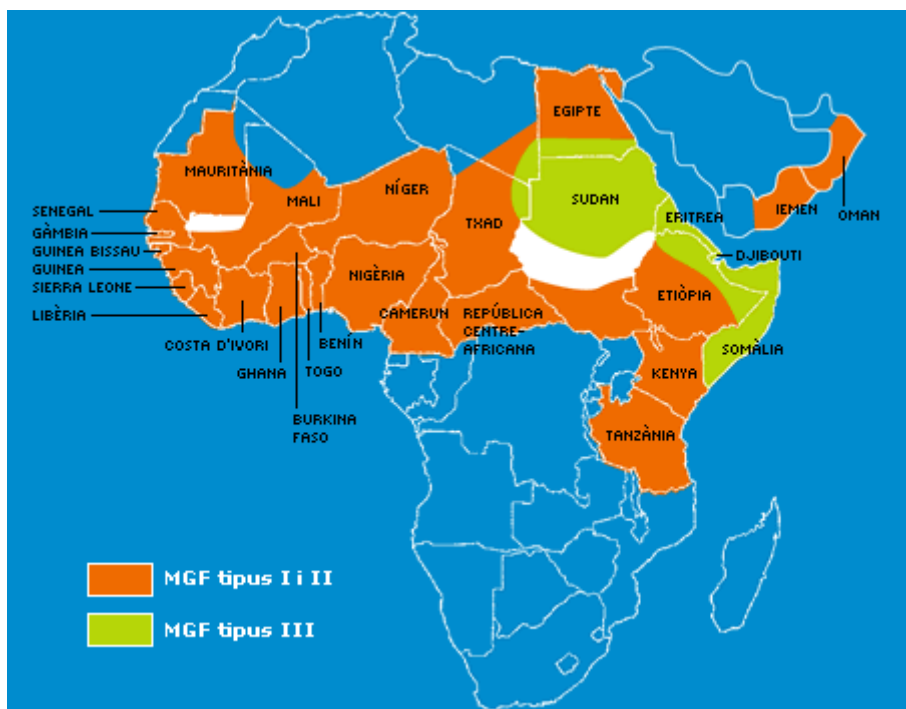 EGIPTE
MAURITÀNIA
MALI
NÍGER
TXAD
SUDAN
ERITREA
IEMEN
OMAN
SENEGAL
GÀMBIA
GUINEA BISSAU
GUINEA
SIERRA LEONE
LIBÈRIA
COSTA D'IVORI
GHANA
BURKINA
FASO
TOGO
BENÍN
NIGÈRIA
CAMERUN
REPÚBLICA
CENTRE-
AFRICANA
DJIBOUTI
ETIÒPIA
SOMÀLIA
KENYA
TANZÀNIA
MGF tipus I i II
MGF tipus III